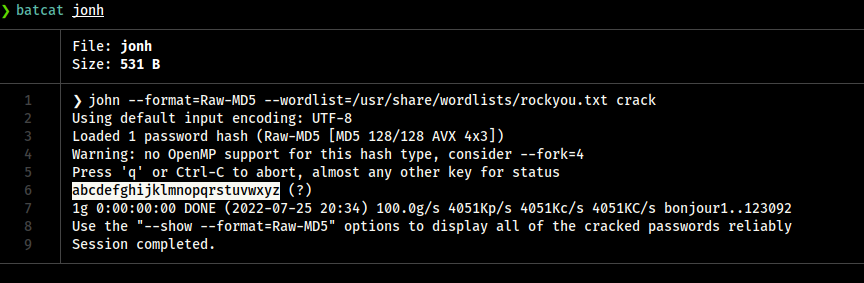 ❯ batcat jonh
File: jonh
Size: 531 B
1 ❯ john --format=Raw-MD5 --wordlist=/usr/share/wordlists/rockyou.txt crack
2 Using default input encoding: UTF-8
3 Loaded 1 password hash (Raw-MD5 [MD5 128/128 AVX 4x3])
4 Warning: no OpenMP support for this hash type, consider --fork=4
5 Press 'q' or Ctrl-C to abort, almost any other key for status
6 abcdefghijklmnopqrstuvwxyz (?)
7 1g 0:00:00:00 DONE (2022-07-25 20:34) 100.0g/s 4051Kp/s 4051Kc/s 4051KC/s bonjour1..123092
8 Use the "--show --format=Raw-MD5" options to display all of the cracked passwords reliably
9 Session completed.